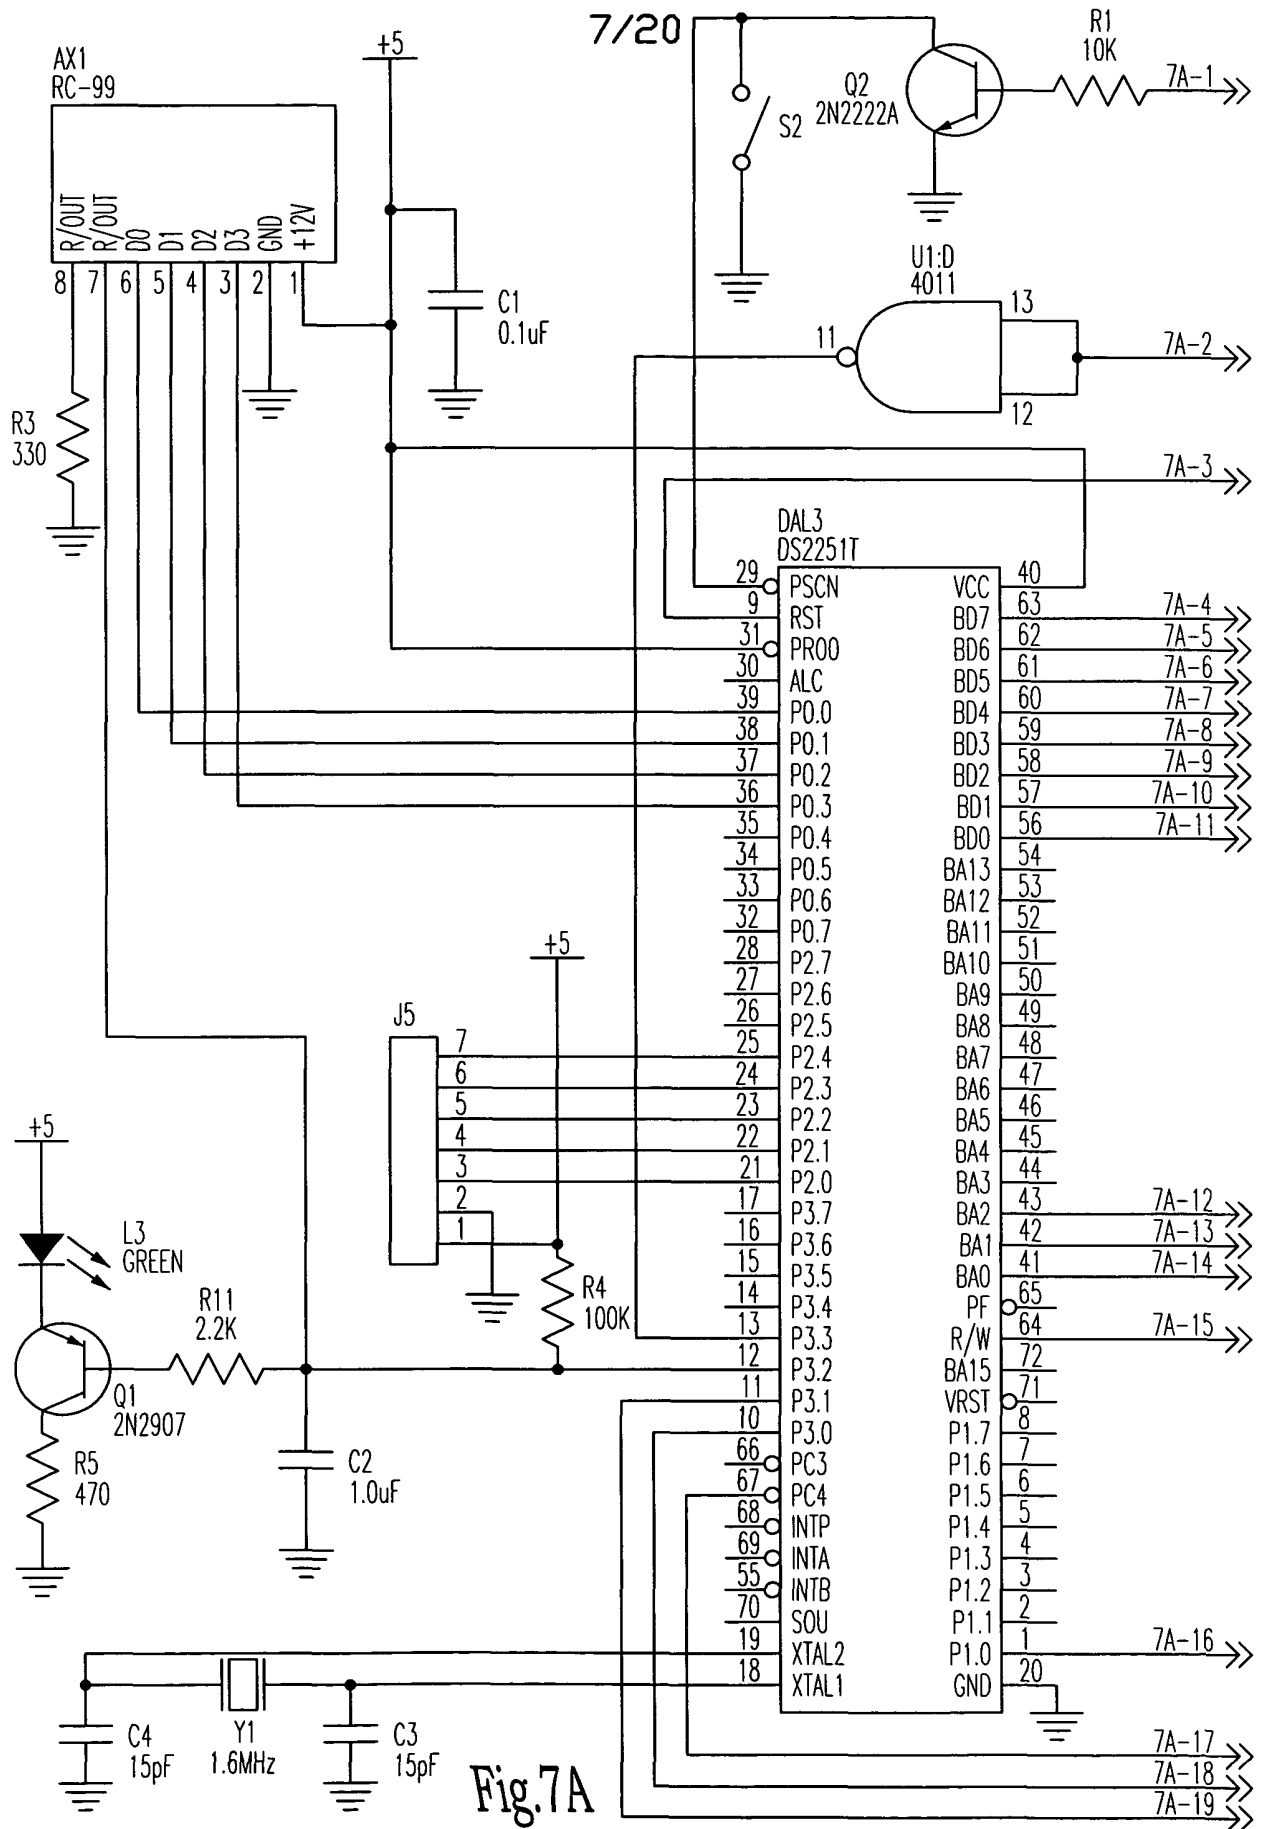 7/20
AX1
RC-99
+5
R/OUT
R/OUT
D0
D1
D2
D3
GND
+12V
8
7
6
5
4
3
2
1
C1
0.1uF
R3
330
S2
Q2
2N2222A
R1
10K
7A-1
U1:D
4011
11
13
12
7A-2
7A-3
DAL3
DS2251T
29 PSCN VCC 40
9 RST BD7 63 7A-4
31 PROO BD6 62 7A-5
30 ALC BD5 61 7A-6
39 P0.0 BD4 60 7A-7
38 P0.1 BD3 59 7A-8
37 P0.2 BD2 58 7A-9
36 P0.3 BD1 57 7A-10
35 P0.4 BD0 56 7A-11
34 P0.5 BA13 54
33 P0.6 BA12 53
32 P0.7 BA11 52
28 P2.7 BA10 51
27 P2.6 BA9 50
26 P2.5 BA8 49
25 P2.4 BA7 48
24 P2.3 BA6 47
23 P2.2 BA5 46
22 P2.1 BA4 45
21 P2.0 BA3 44
17 P3.7 BA2 43 7A-12
16 P3.6 BA1 42 7A-13
15 P3.5 BA0 41 7A-14
14 P3.4 PF 65
13 P3.3 R/W 64 7A-15
12 P3.2 BA15 72
11 P3.1 VRST 71
10 P3.0 P1.7 8
66 PC3 P1.6 7
67 PC4 P1.5 6
68 INTP P1.4 5
69 INTA P1.3 4
55 INTB P1.2 3
70 SOU P1.1 2
19 XTAL2 P1.0 1 7A-16
18 XTAL1 GND 20
+5
J5
7
6
5
4
3
2
1
R4
100K
+5
L3
GREEN
R11
2.2K
Q1
2N2907
R5
470
C2
1.0uF
C4
15pF
Y1
1.6MHz
C3
15pF
7A-17
7A-18
7A-19
Fig.7A